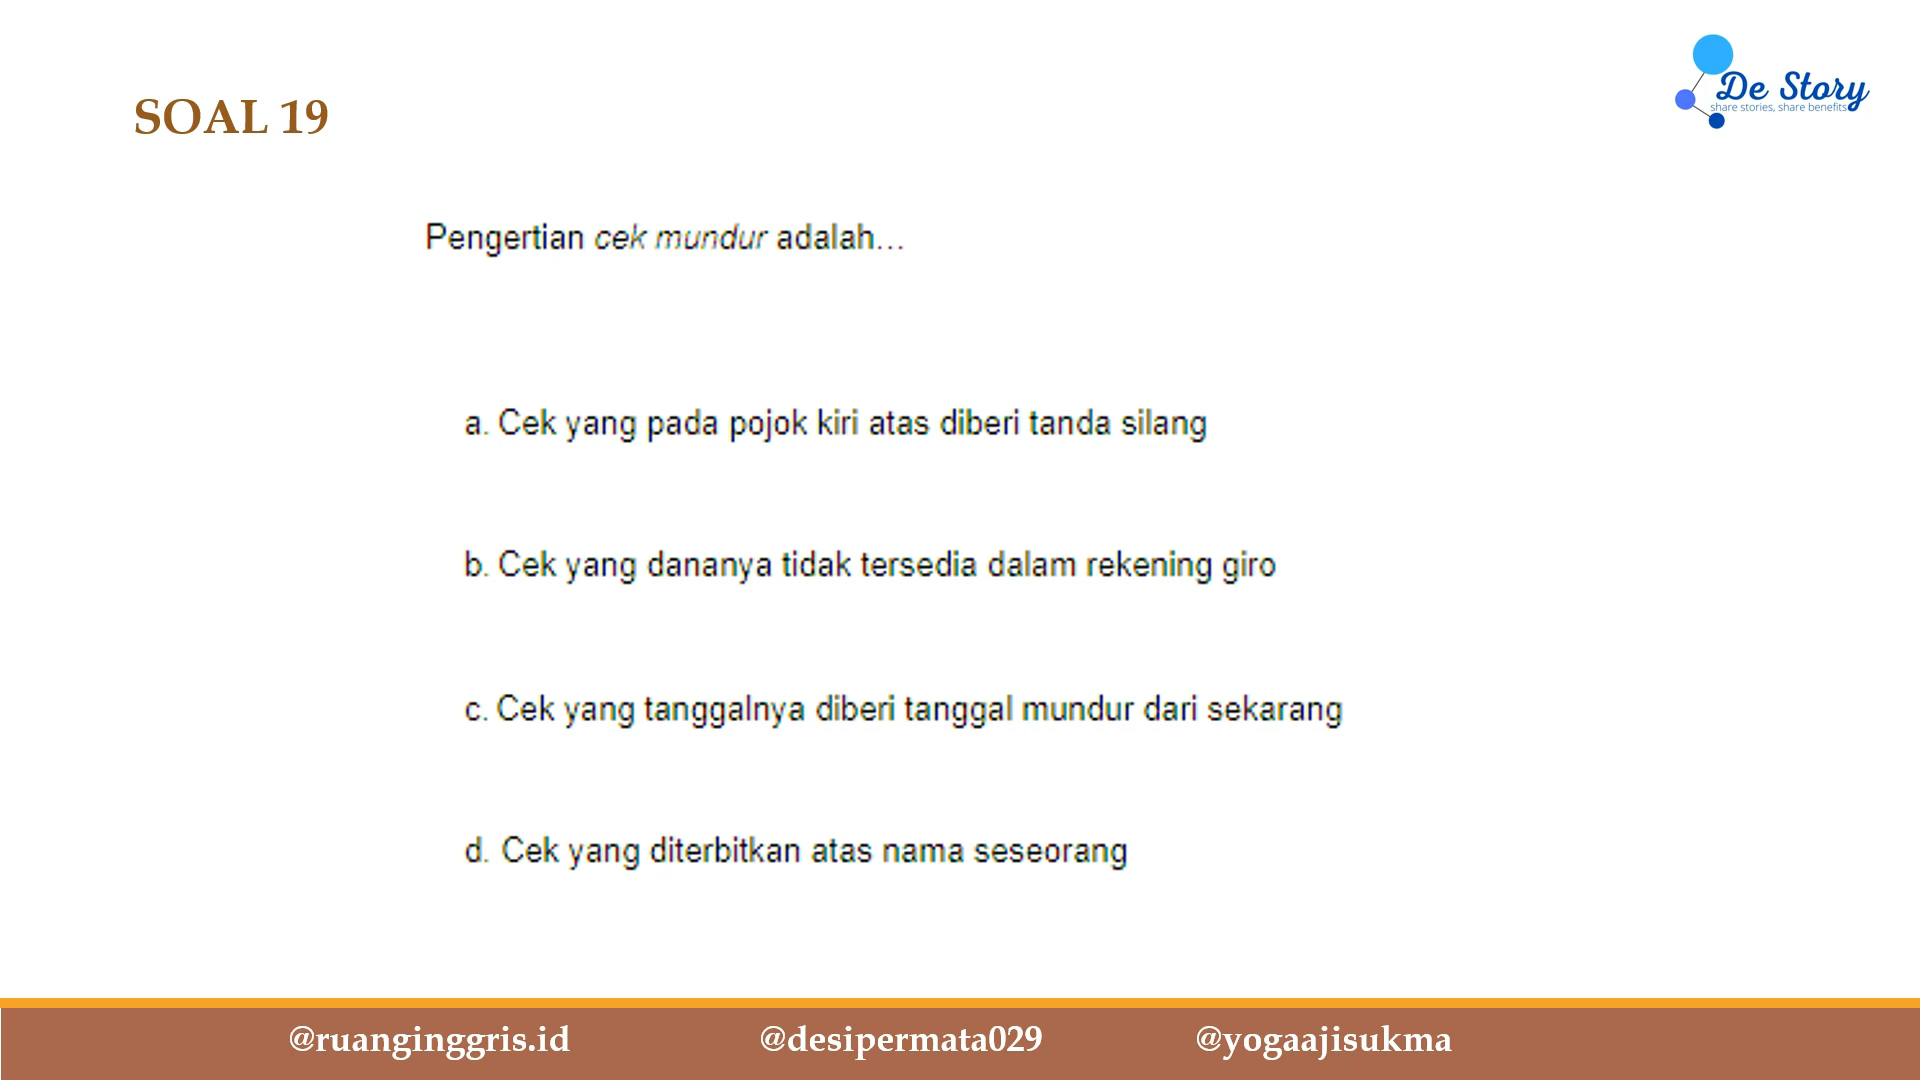 De Story
share stories, share benefits
SOAL 19
Pengertian cek mundur adalah...
a. Cek yang pada pojok kiri atas diberi tanda silang
b. Cek yang dananya tidak tersedia dalam rekening giro
c. Cek yang tanggalnya diberi tanggal mundur dari sekarang
d. Cek yang diterbitkan atas nama seseorang
@ruanginggris.id @desipermata029 @yogaajisukma